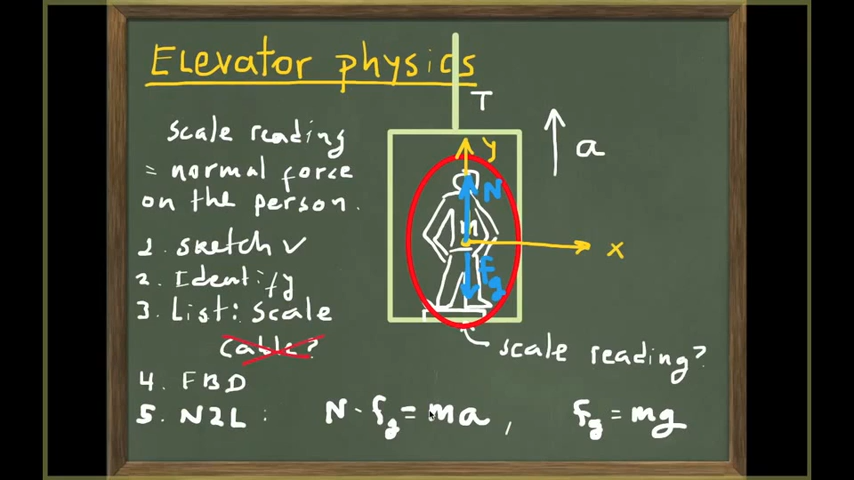 Elevator physics
T
scale reading
= normal force
on the person.
y
a
N
m
x
Fg
1. sketch ✓
2. Identify
3. List: scale
cable?
scale reading?
4. FBD
5. N2L : N - Fg = ma , Fg = mg